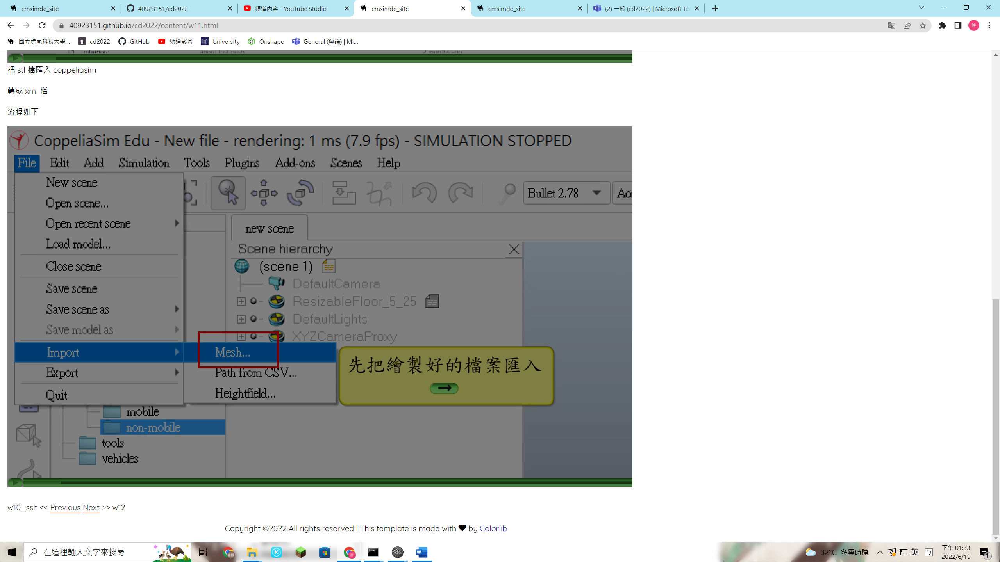 cmsimde_site
40923151/cd2022
頻道內容 - YouTube Studio
cmsimde_site
cmsimde_site
(2) 一般 (cd2022) | Microsoft Te
40923151.github.io/cd2022/content/w11.html
許
國立虎尾科技大學...
cd2022
GitHub
頻道影片
University
Onshape
General (會議) | Mi...
把 stl 檔匯入 coppeliasim
轉成 xml 檔
流程如下
CoppeliaSim Edu - New file - rendering: 1 ms (7.9 fps) - SIMULATION STOPPED
File Edit Add Simulation Tools Plugins Add-ons Scenes Help
New scene
Open scene...
Bullet 2.78
Acc
Open recent scene
Load model...
Close scene
Save scene
Save scene as
Save model as
Import
Export
Quit
new scene
Scene hierarchy
(scene 1)
DefaultCamera
ResizableFloor_5_25
DefaultLights
XYZCameraProxy
Mesh...
Path from CSV...
Heightfield...
先把繪製好的檔案匯入
mobile
non-mobile
tools
vehicles
w10_ssh << Previous Next >> w12
Copyright ©2022 All rights reserved | This template is made with ♥ by Colorlib
在這裡輸入文字來搜尋
32°C 多雲時陰
英
ㄅ
下午 01:33
2022/6/19
1